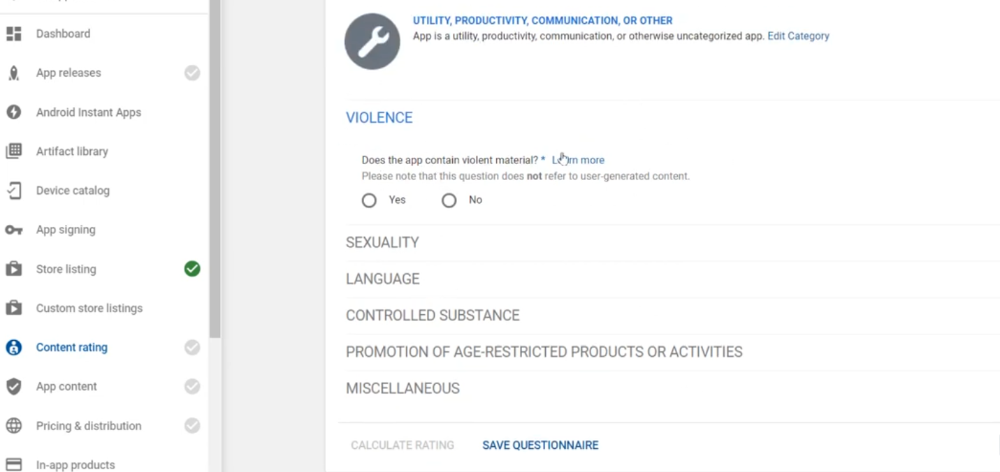 Dashboard
App releases
Android Instant Apps
Artifact library
Device catalog
App signing
Store listing
Custom store listings
Content rating
App content
Pricing & distribution
In-app products
UTILITY, PRODUCTIVITY, COMMUNICATION, OR OTHER
App is a utility, productivity, communication, or otherwise uncategorized app. Edit Category
VIOLENCE
Does the app contain violent material? * Learn more
Please note that this question does not refer to user-generated content.
Yes No
SEXUALITY
LANGUAGE
CONTROLLED SUBSTANCE
PROMOTION OF AGE-RESTRICTED PRODUCTS OR ACTIVITIES
MISCELLANEOUS
CALCULATE RATING SAVE QUESTIONNAIRE